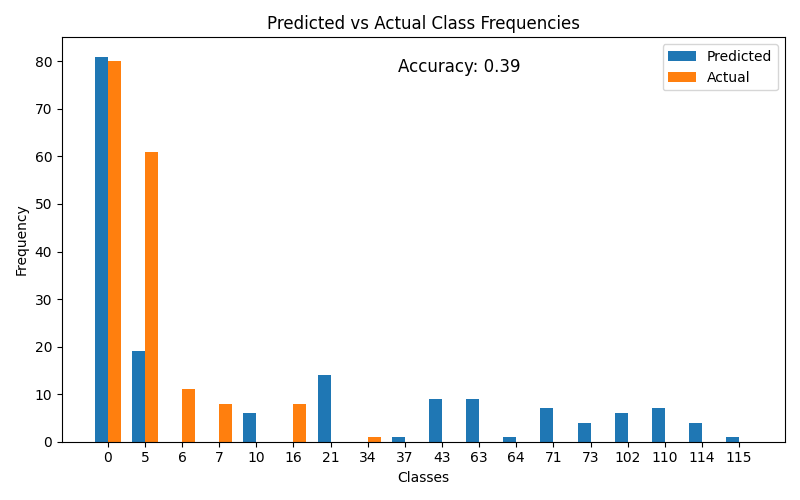 Predicted vs Actual Class Frequencies
Accuracy: 0.39
Predicted
Actual
Frequency
80
70
60
50
40
30
20
10
0
0 5 6 7 10 16 21 34 37 43 63 64 71 73 102 110 114 115
Classes